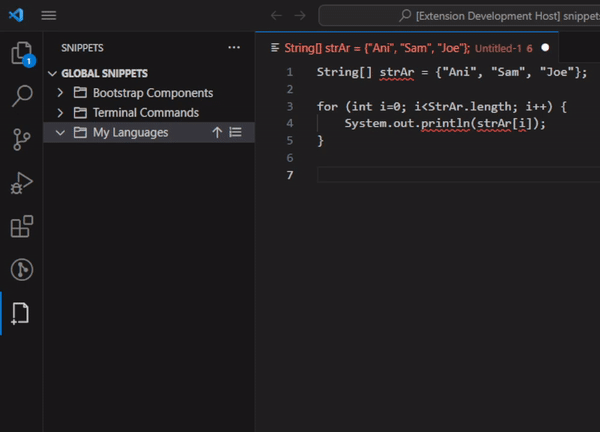 [Extension Development Host] snippets
SNIPPETS
GLOBAL SNIPPETS
Bootstrap Components
Terminal Commands
My Languages
1
String[] strAr = {"Ani", "Sam", "Joe"}; Untitled-1 6
1 String[] strAr = {"Ani", "Sam", "Joe"};
2
3 for (int i=0; i<StrAr.length; i++) {
4 System.out.println(strAr[i]);
5 }
6
7